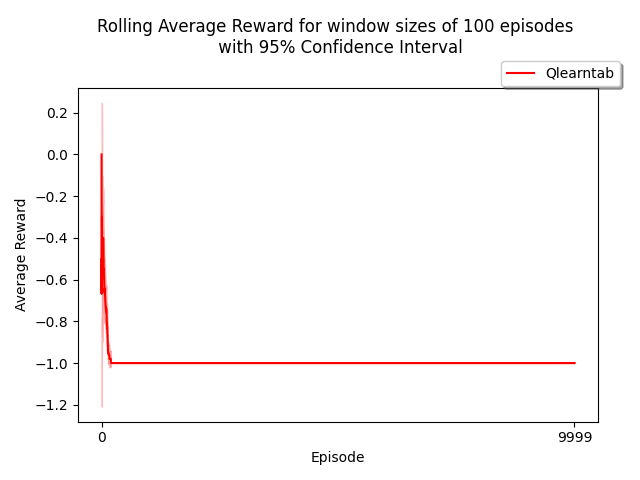 Rolling Average Reward for window sizes of 100 episodes
with 95% Confidence Interval
Qlearntab
0.2
0.0
−0.2
−0.4
−0.6
−0.8
−1.0
−1.2
Average Reward
0
9999
Episode